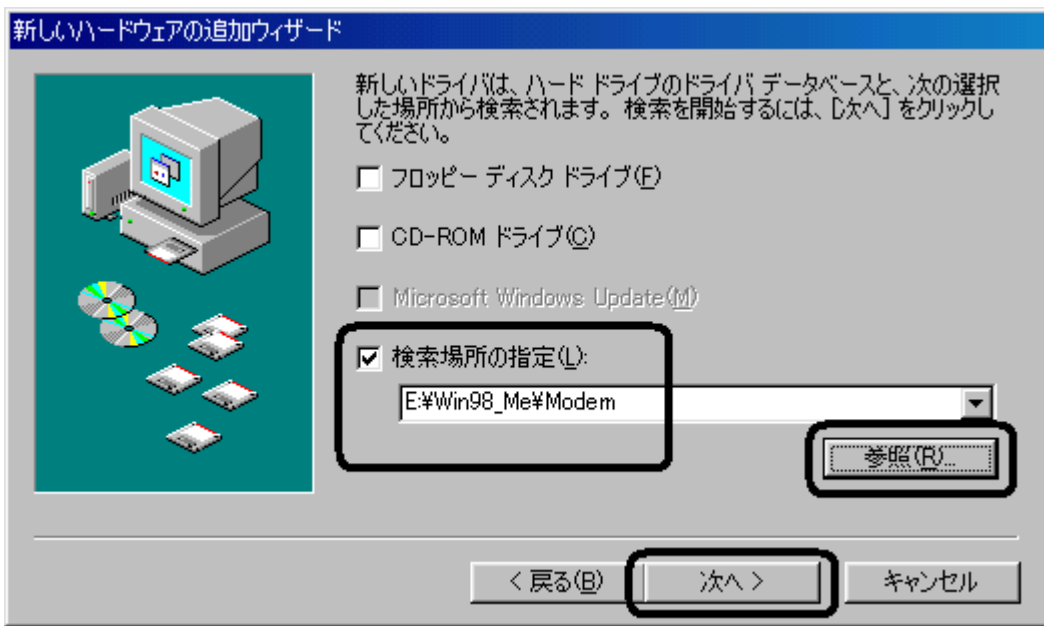 新しいハードウェアの追加ウィザード
新しいドライバは、ハード ドライブのドライバ データベースと、次の選択
した場所から検索されます。 検索を開始するには、[次へ] をクリックし
てください。
フロッピー ディスク ドライブ(F)
CD-ROM ドライブ(C)
Microsoft Windows Update(M)
検索場所の指定(L):
E:¥Win98_Me¥Modem
参照(R)...
< 戻る(B)
次へ >
キャンセル